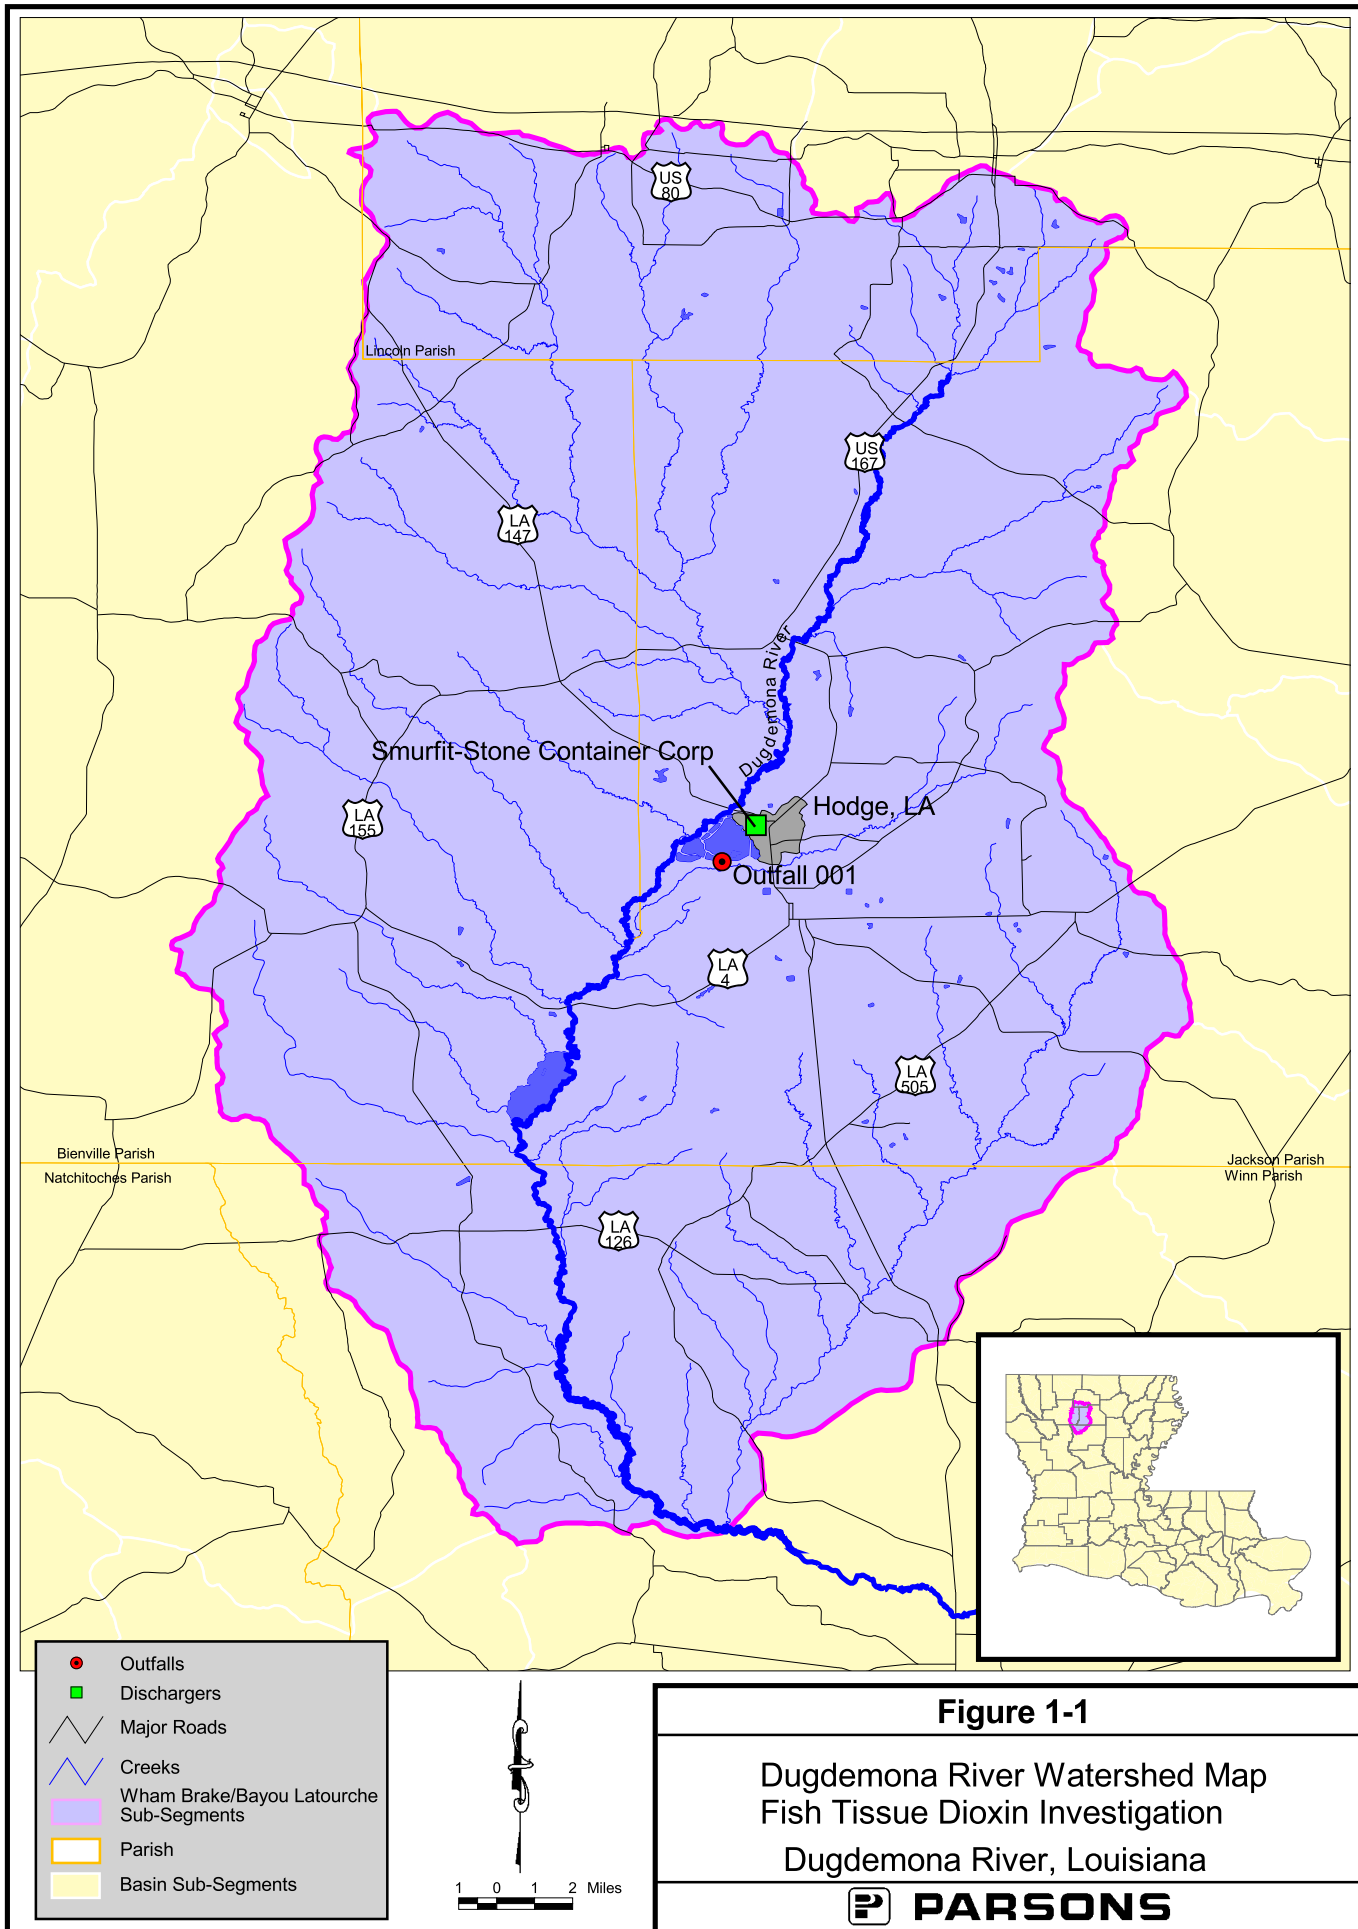 US
80
Lincoln Parish
US
167
LA
147
Dugdemona River
Smurfit-Stone Container Corp
Hodge, LA
LA
155
Outfall 001
LA
4
LA
505
Bienville Parish
Natchitoches Parish
Jackson Parish
Winn Parish
LA
126
Outfalls
Dischargers
Major Roads
Creeks
Wham Brake/Bayou Latourche
Sub-Segments
Parish
Basin Sub-Segments
1 0 1 2 Miles
Figure 1-1
Dugdemona River Watershed Map
Fish Tissue Dioxin Investigation
Dugdemona River, Louisiana
PARSONS